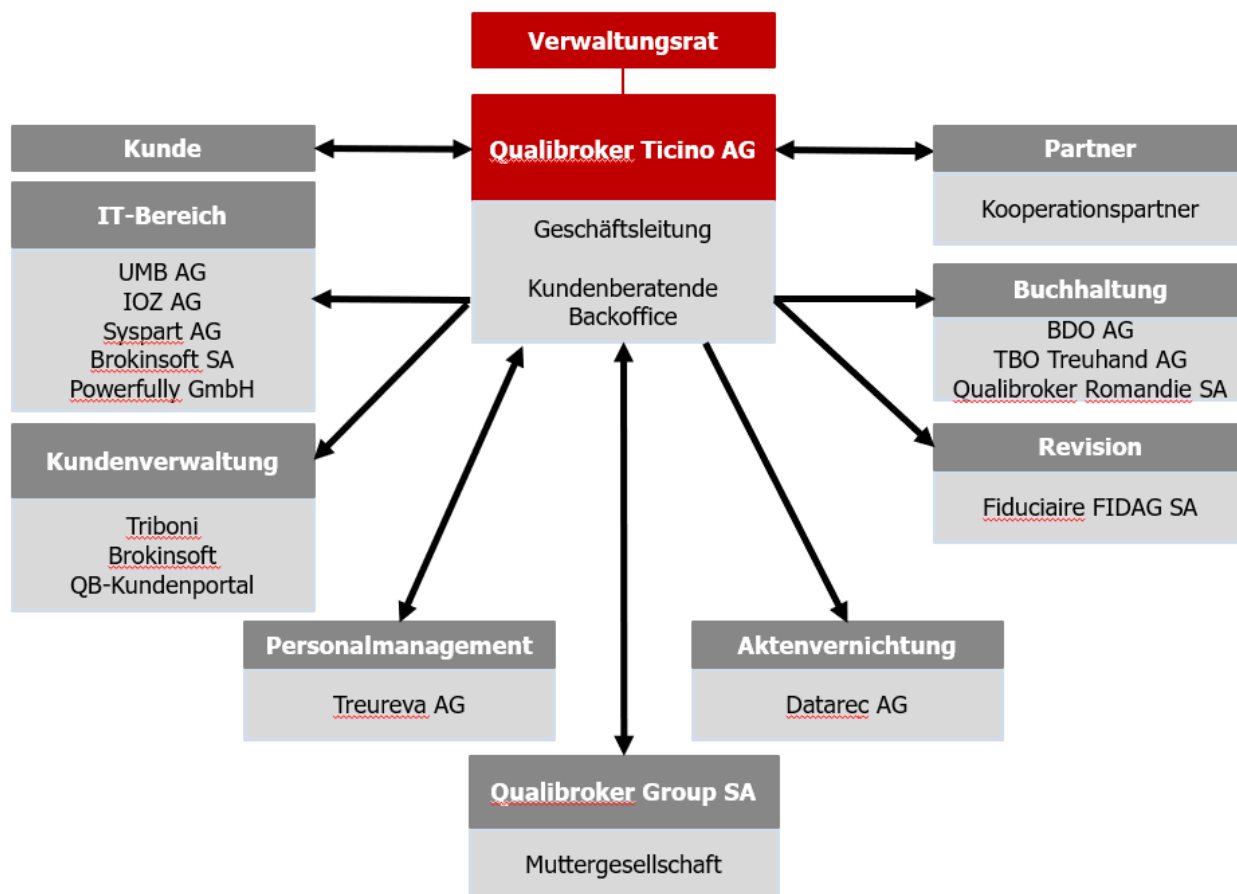 Verwaltungsrat
Qualibroker Ticino AG
Geschäftsleitung
Kundenberatende
Backoffice
Kunde
IT-Bereich
UMB AG
IOZ AG
Syspart AG
Brokinsoft SA
Powerfully GmbH
Kundenverwaltung
Triboni
Brokinsoft
QB-Kundenportal
Partner
Kooperationspartner
Buchhaltung
BDO AG
TBO Treuhand AG
Qualibroker Romandie SA
Revision
Fiduciaire FIDAG SA
Personalmanagement
Treureva AG
Aktenvernichtung
Datarec AG
Qualibroker Group SA
Muttergesellschaft